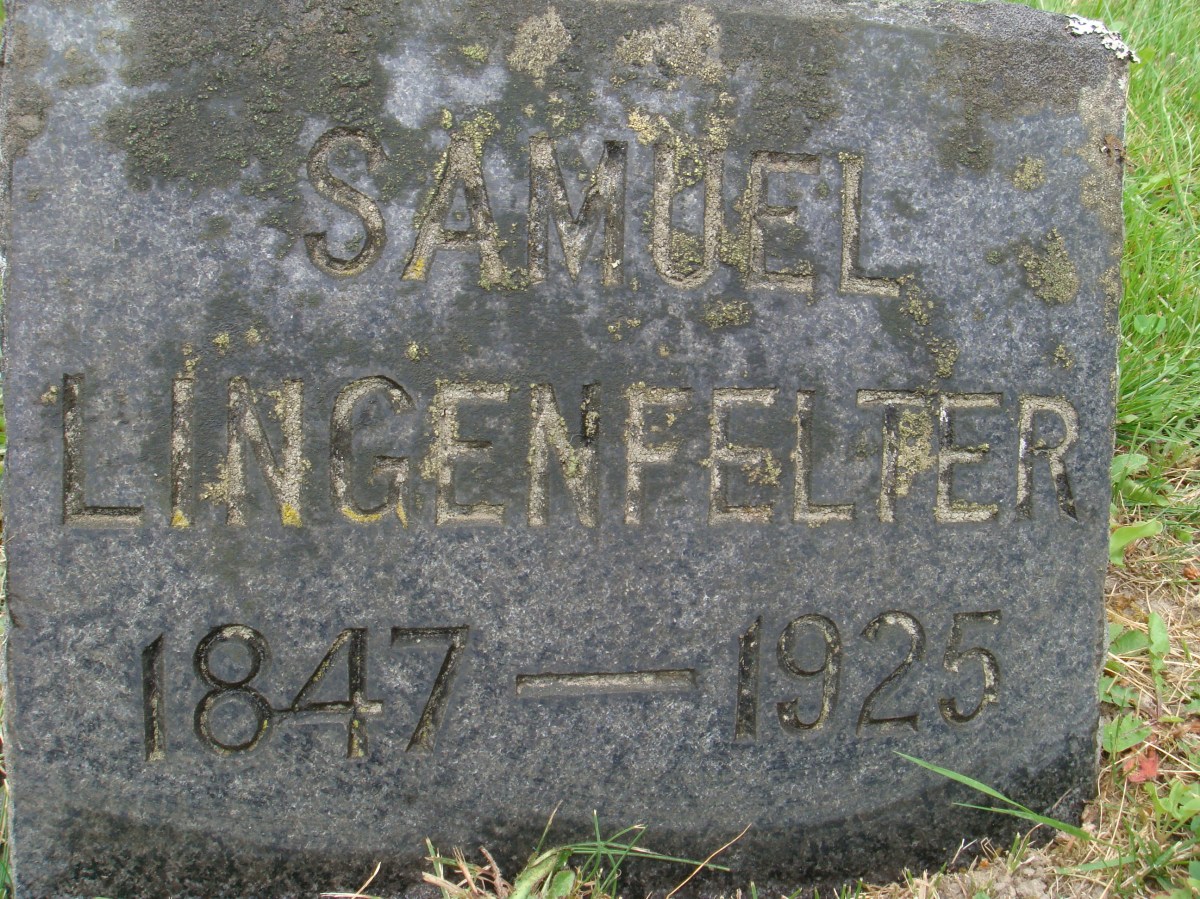 SAMUEL
LINGENFELTER
1847 — 1925